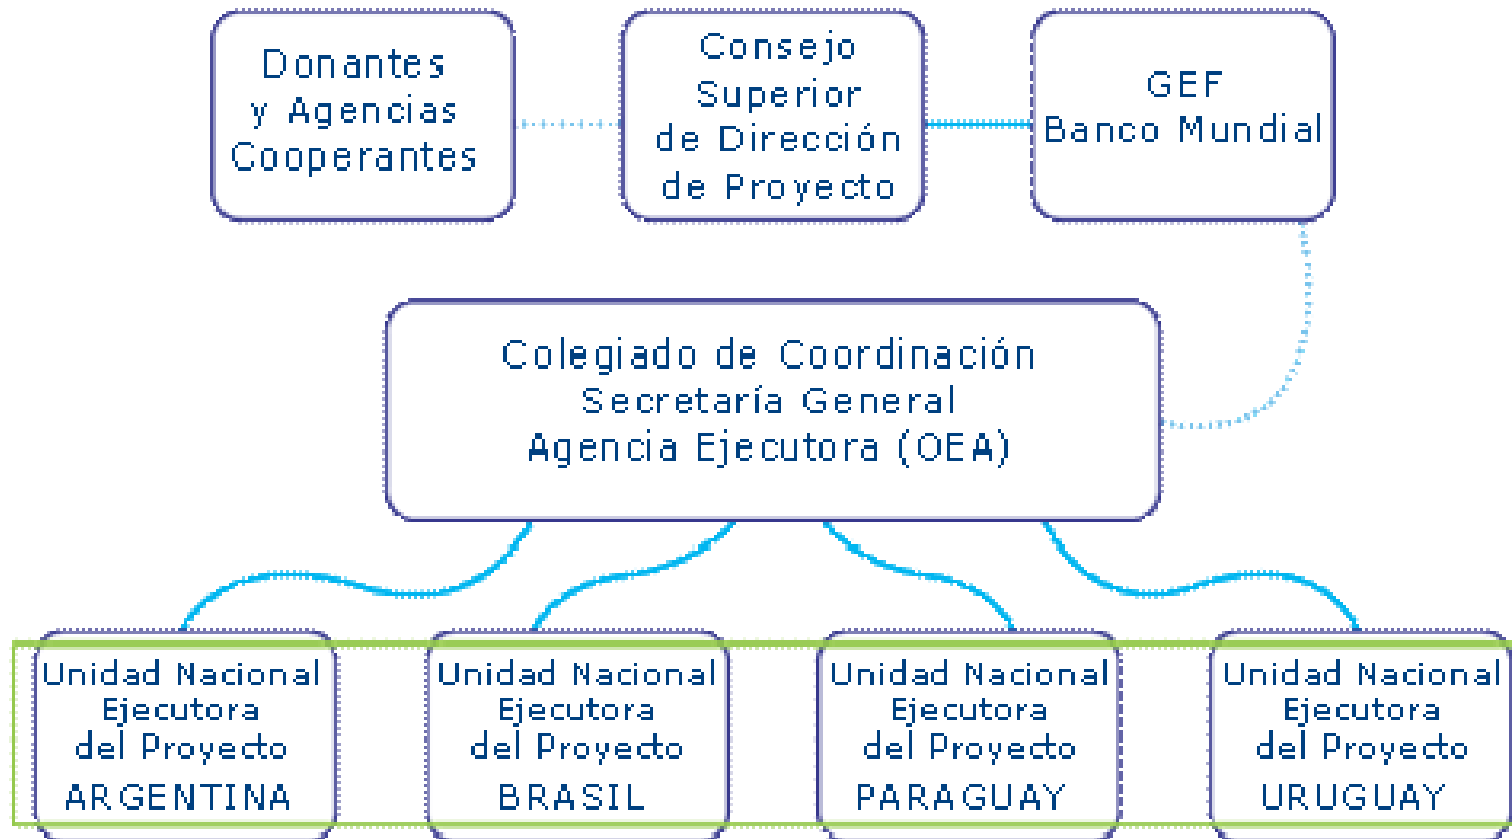 Donantes
y Agencias
Cooperantes
Consejo
Superior
de Dirección
de Proyecto
GEF
Banco Mundial
Colegiado de Coordinación
Secretaría General
Agencia Ejecutora (OEA)
Unidad Nacional
Ejecutora
del Proyecto
ARGENTINA
Unidad Nacional
Ejecutora
del Proyecto
BRASIL
Unidad Nacional
Ejecutora
del Proyecto
PARAGUAY
Unidad Nacional
Ejecutora
del Proyecto
URUGUAY